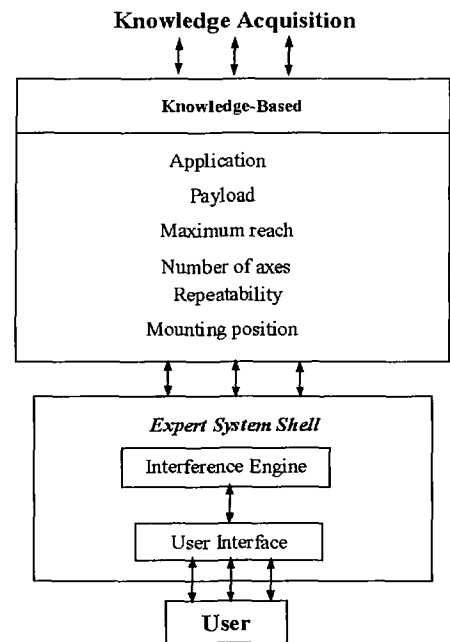 Knowledge Acquisition
Knowledge-Based
Application
Payload
Maximum reach
Number of axes
Repeatability
Mounting position
Expert System Shell
Interference Engine
User Interface
User